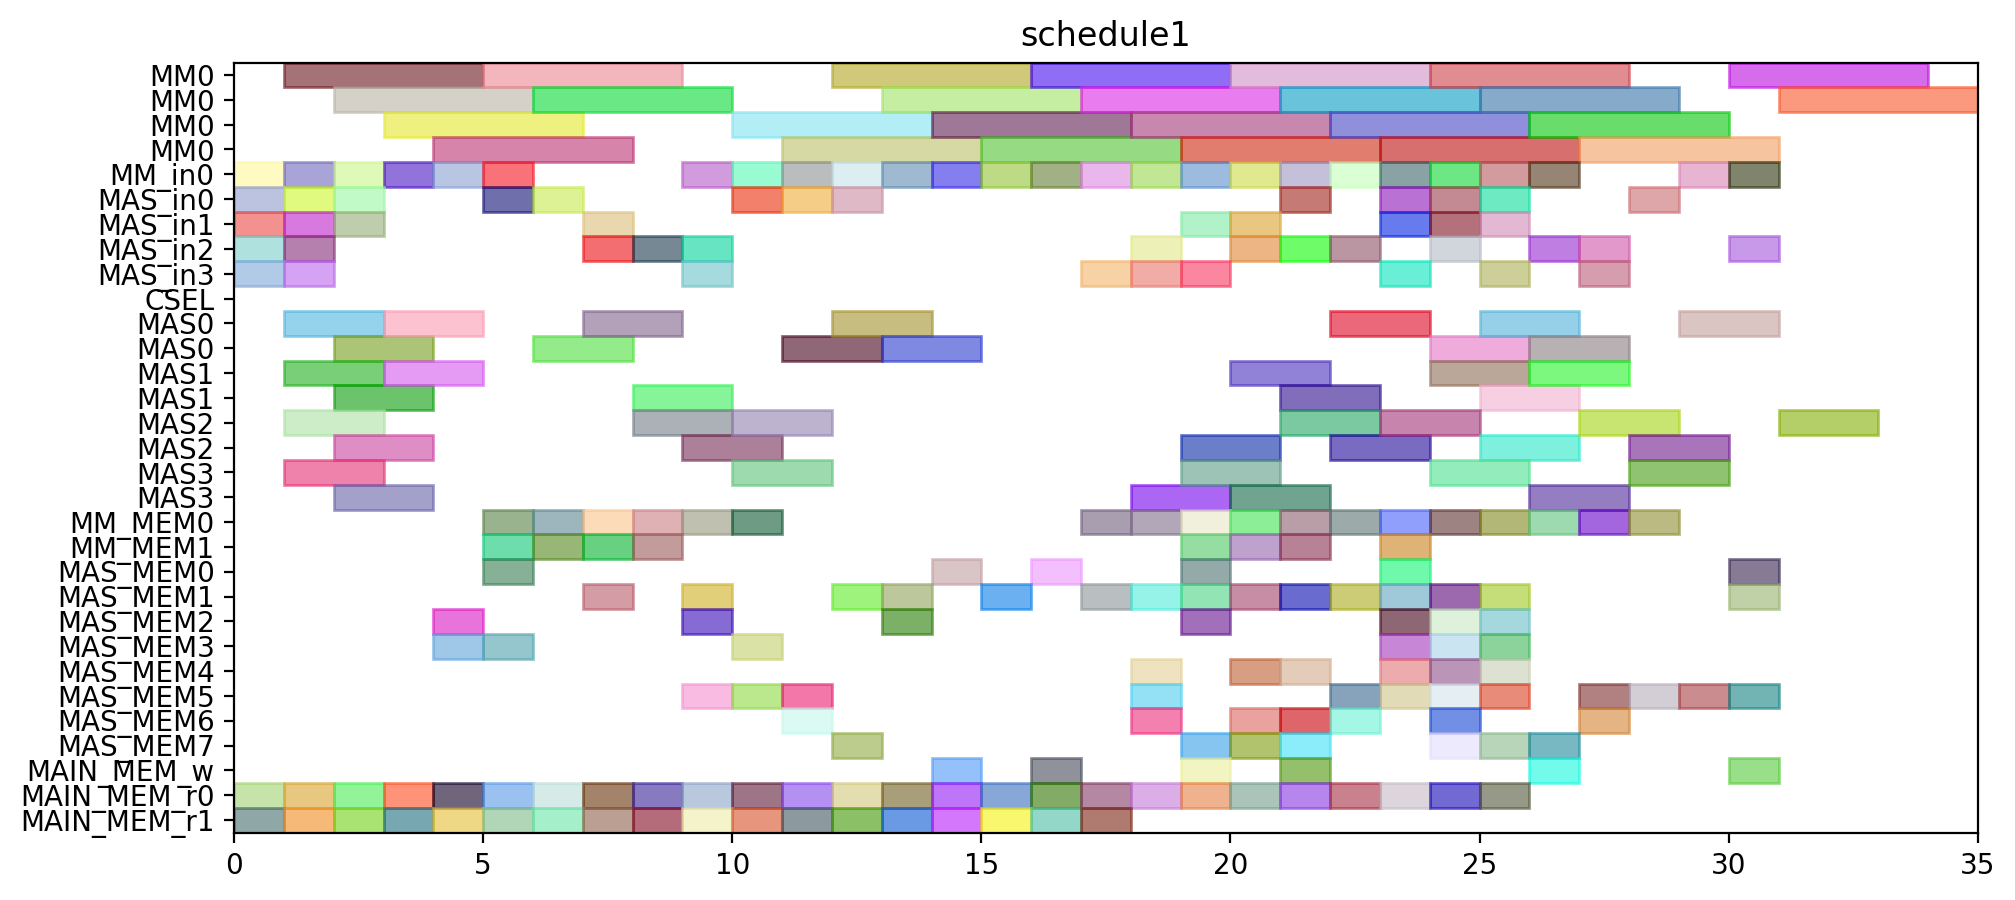 schedule1
MM0
MM0
MM0
MM0
MM_in0
MAS_in0
MAS_in1
MAS_in2
MAS_in3
CSEL
MAS0
MAS0
MAS1
MAS1
MAS2
MAS2
MAS3
MAS3
MM_MEM0
MM_MEM1
MAS_MEM0
MAS_MEM1
MAS_MEM2
MAS_MEM3
MAS_MEM4
MAS_MEM5
MAS_MEM6
MAS_MEM7
MAIN_MEM_w
MAIN_MEM_r0
MAIN_MEM_r1
0 5 10 15 20 25 30 35